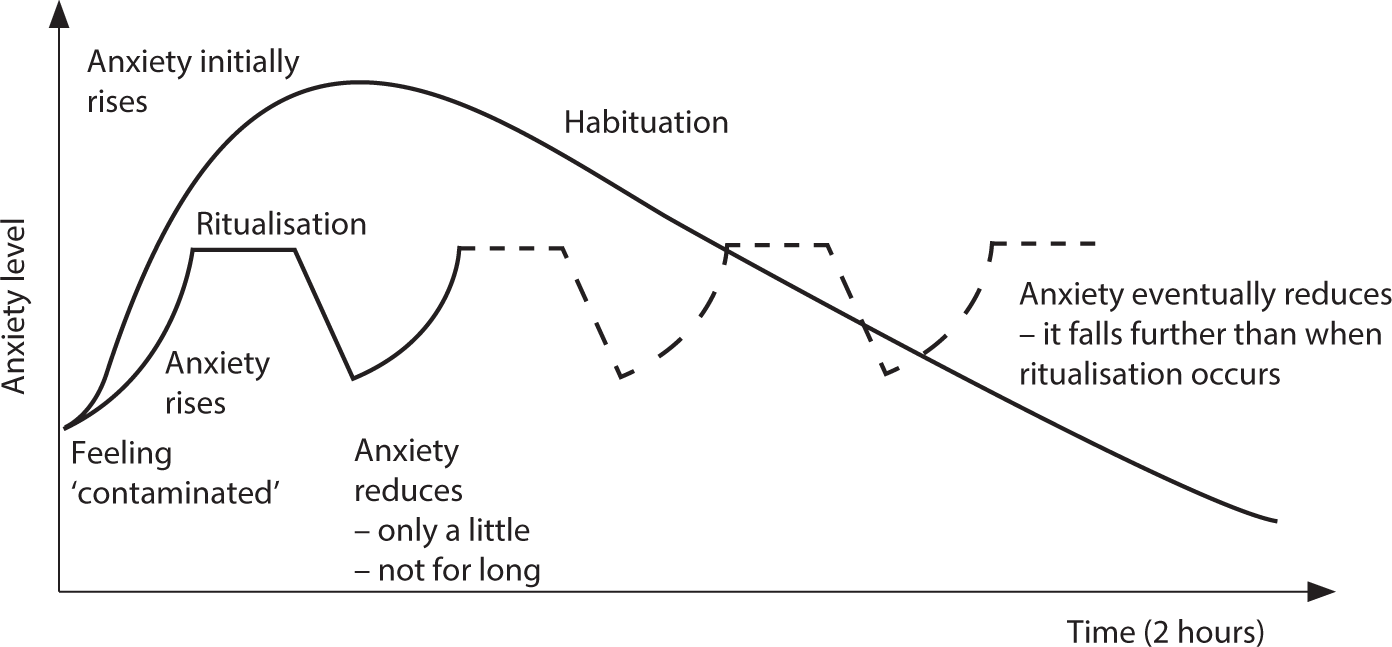 Anxiety initially
rises
Habituation
Ritualisation
Anxiety level
Anxiety
rises
Anxiety eventually reduces
– it falls further than when
ritualisation occurs
Feeling
‘contaminated’
Anxiety
reduces
– only a little
– not for long
Time (2 hours)